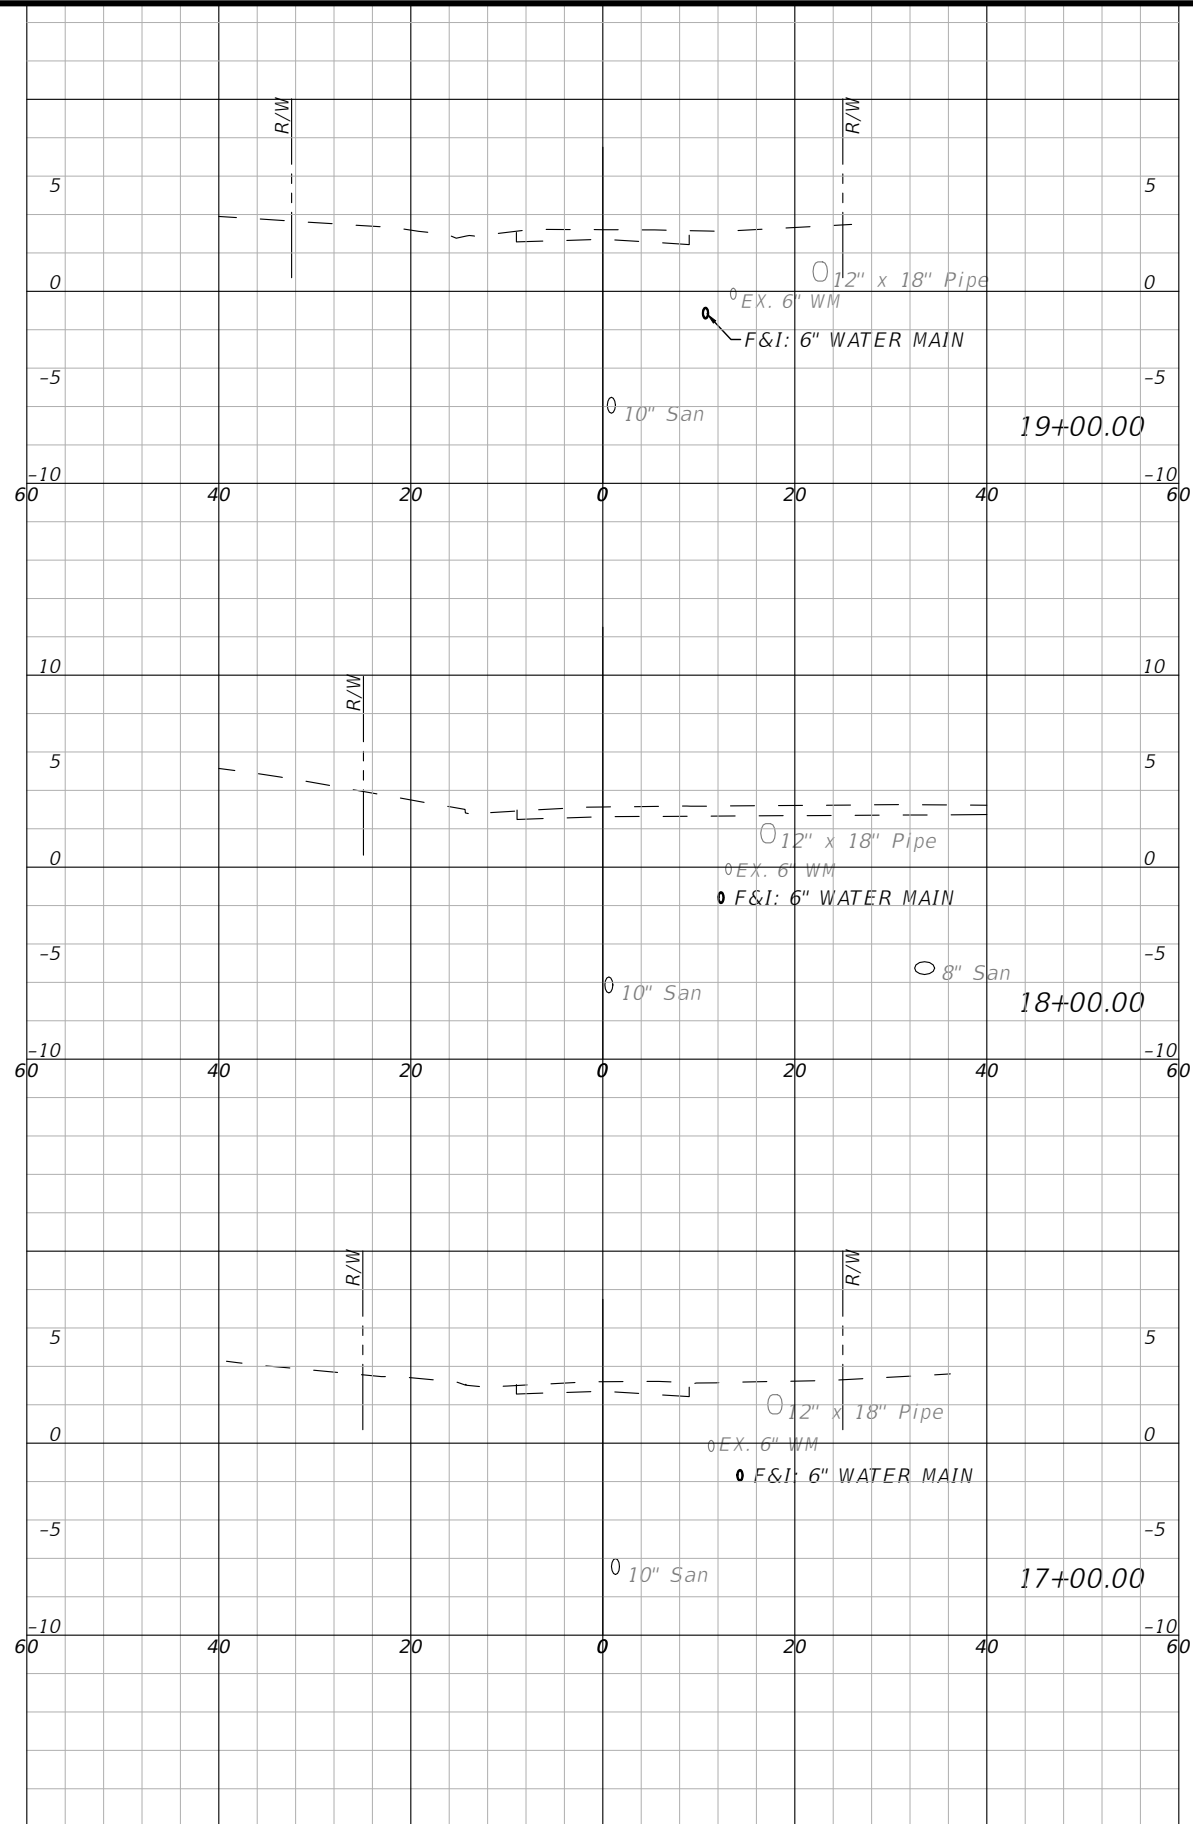 R/W R/W
5 5
0 0
12" x 18" Pipe
EX. 6" WM
F&I: 6" WATER MAIN
-5 -5
10" San
19+00.00
-10 -10
60 40 20 0 20 40 60
10 10
R/W
5 5
12" x 18" Pipe
0 0
EX. 6" WM
F&I: 6" WATER MAIN
-5 -5
8" San
10" San
18+00.00
-10 -10
60 40 20 0 20 40 60
R/W R/W
5 5
12" x 18" Pipe
0 0
EX. 6" WM
F&I: 6" WATER MAIN
-5 -5
10" San
17+00.00
-10 -10
60 40 20 0 20 40 60